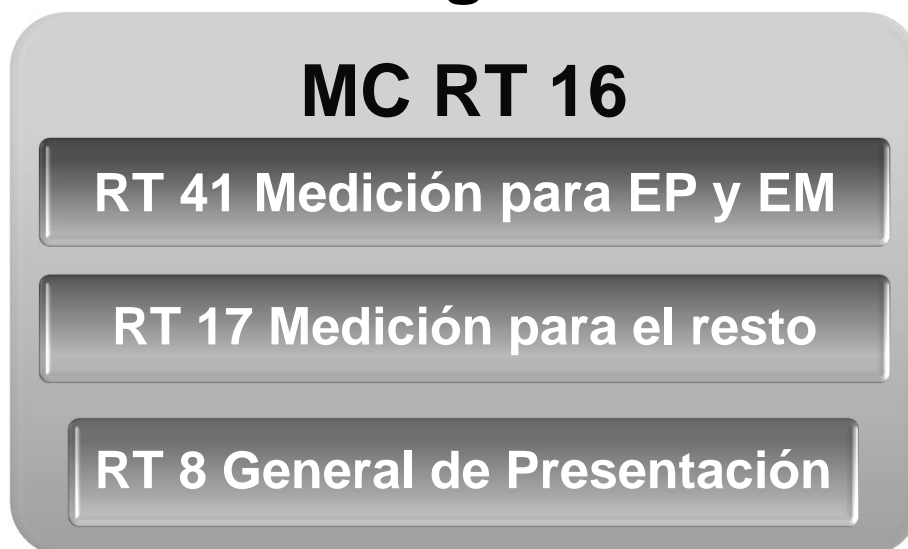 MC RT 16
RT 41 Medición para EP y EM
RT 17 Medición para el resto
RT 8 General de Presentación